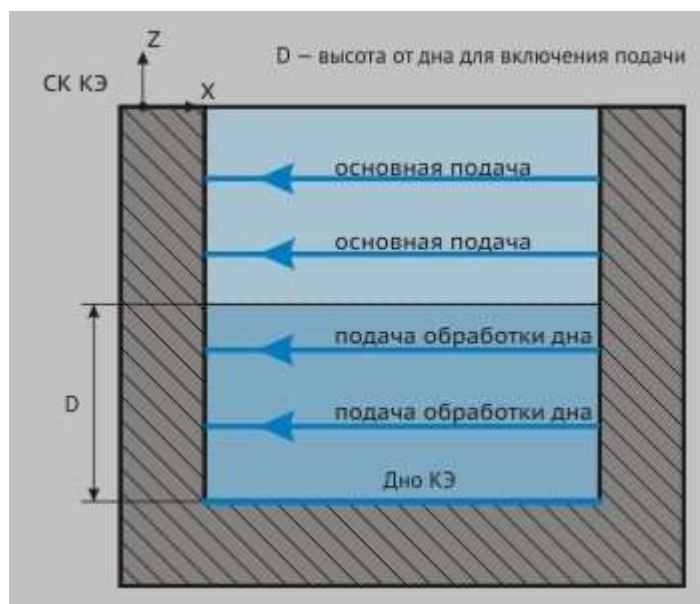 Z
D — высота от дна для включения подачи
СК КЭ
X
основная подача
основная подача
подача обработки дна
D
подача обработки дна
Дно КЭ